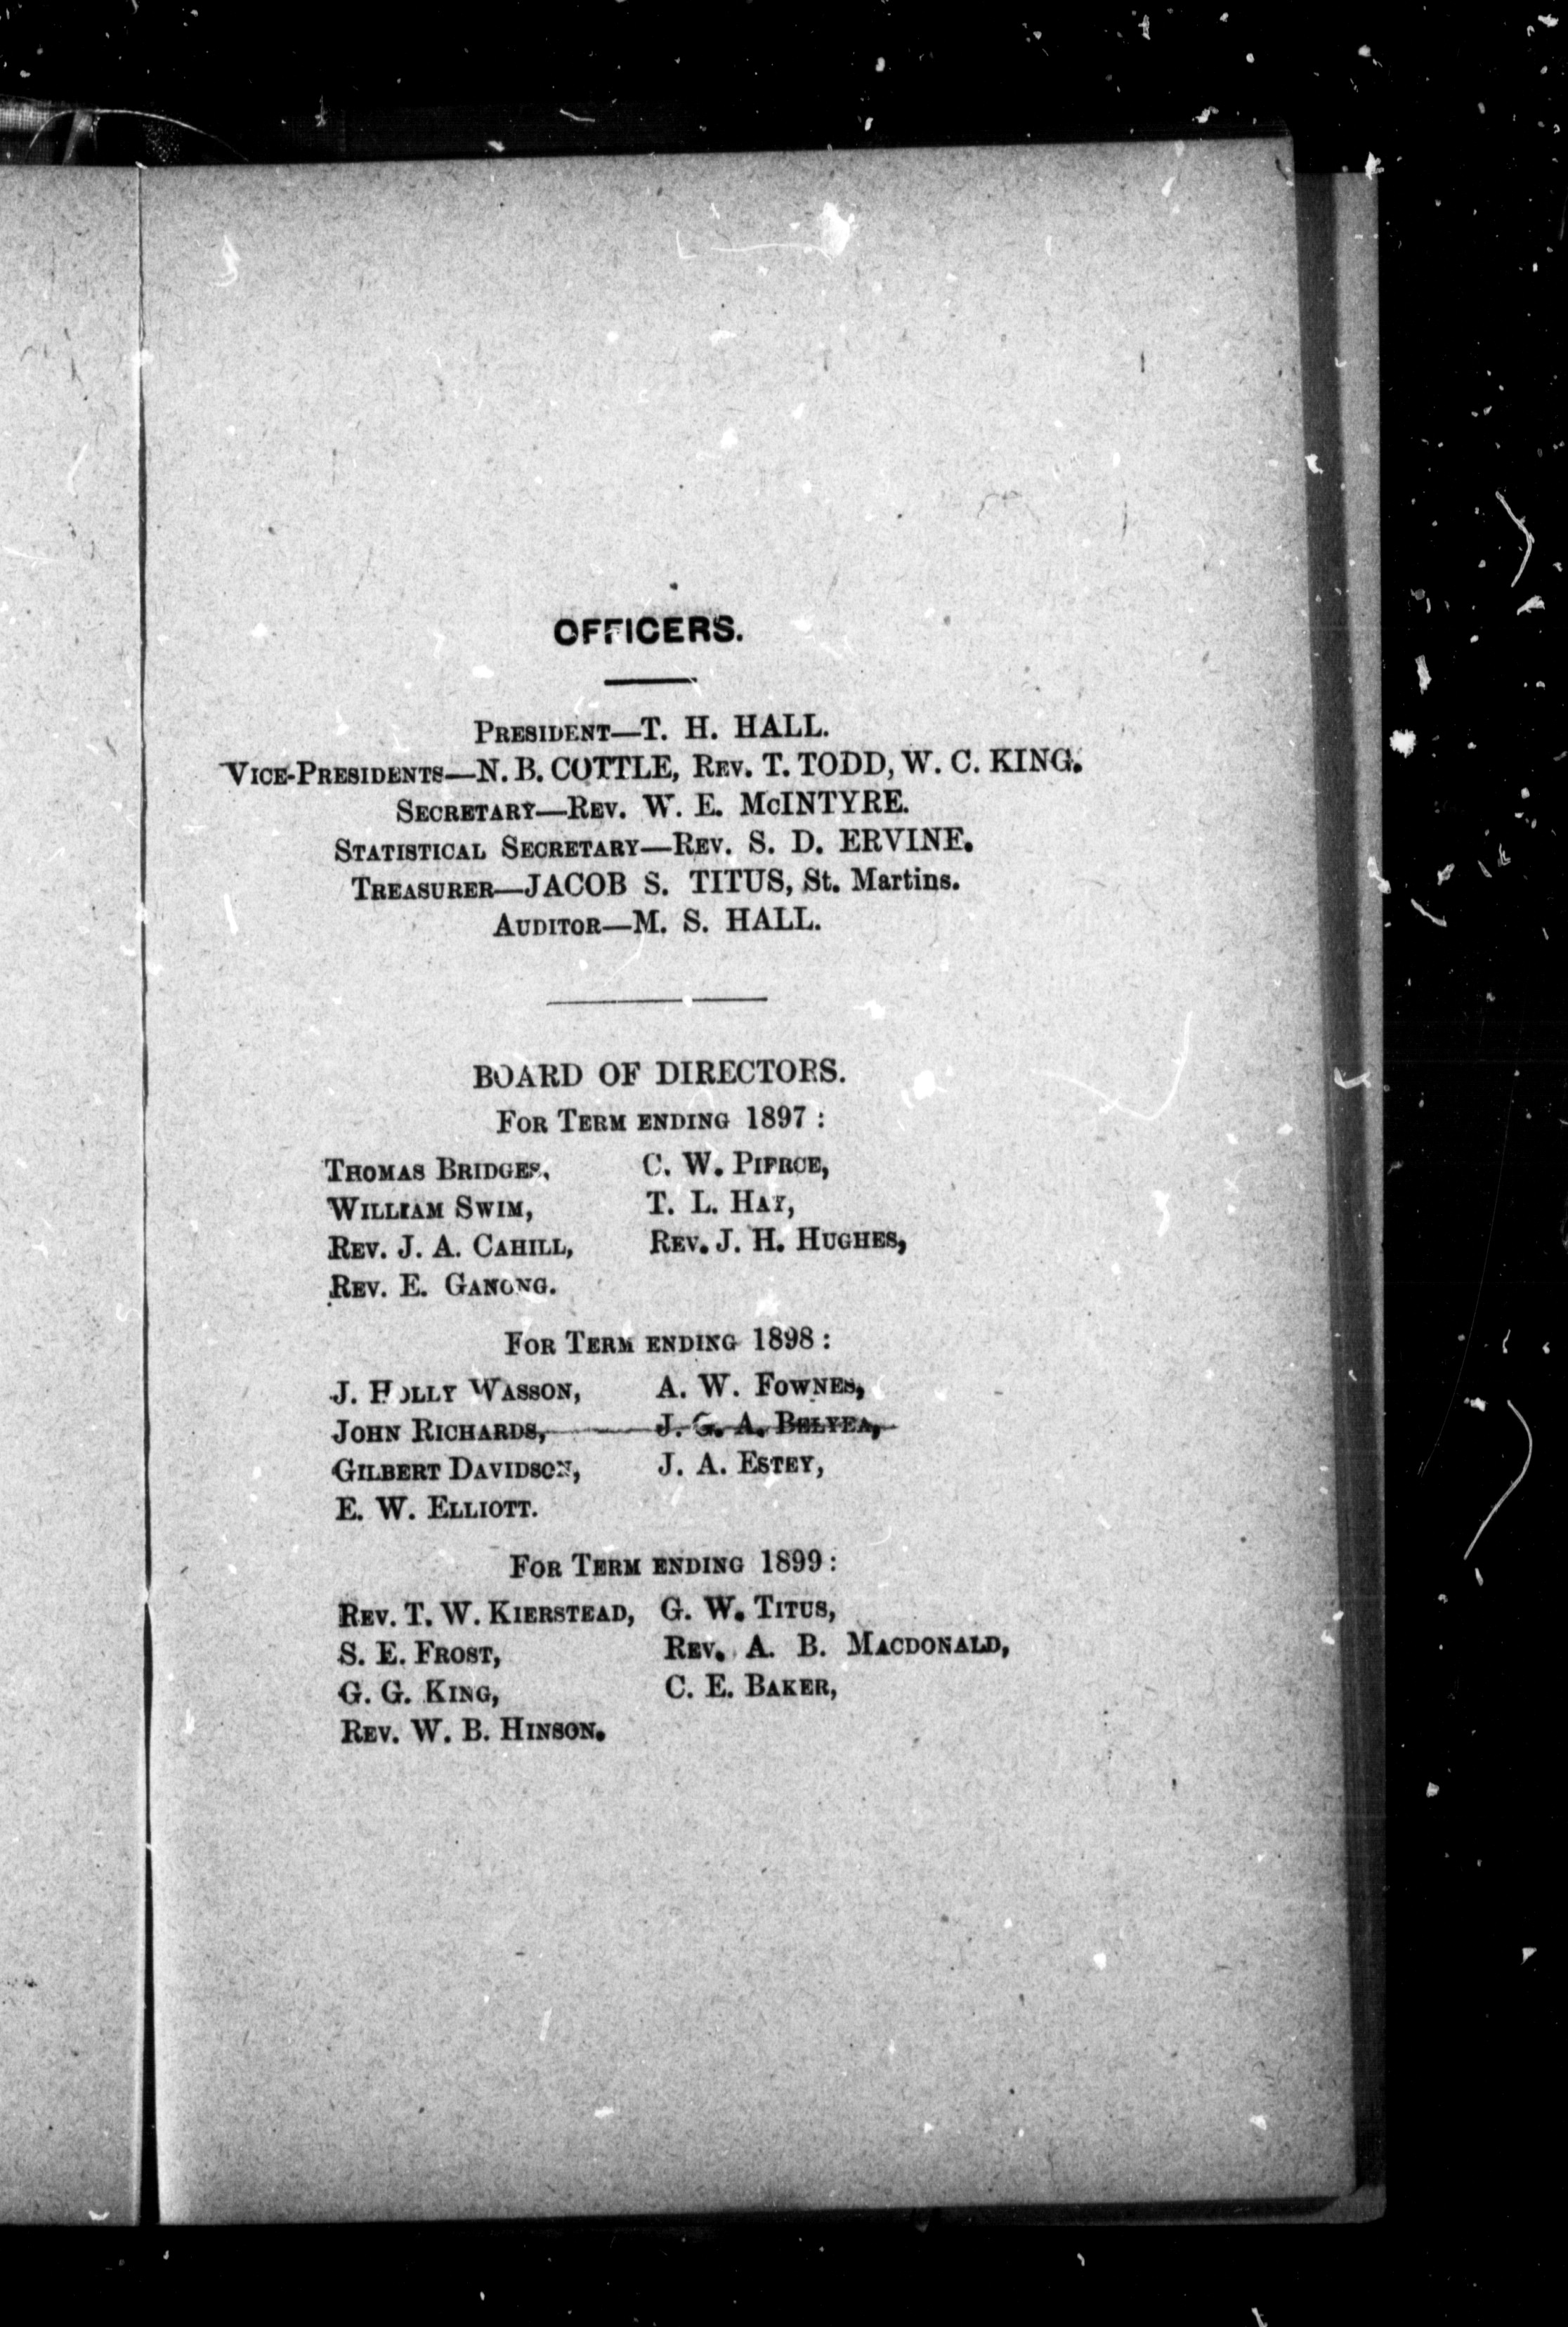 OFFICERS.
PRESIDENT—T. H. HALL.
VICE-PRESIDENTS—N. B. COTTLE, REV. T. TODD, W. C. KING.
SECRETARY—REV. W. E. McINTYRE.
STATISTICAL SECRETARY—REV. S. D. ERVINE.
TREASURER—JACOB S. TITUS, St. Martins.
AUDITOR—M. S. HALL.
BOARD OF DIRECTORS.
FOR TERM ENDING 1897:
THOMAS BRIDGES, C. W. PIERCE,
WILLIAM SWIM, T. L. HAY,
REV. J. A. CAHILL, REV. J. H. HUGHES,
REV. E. GANONG.
FOR TERM ENDING 1898:
J. HOLLY WASSON, A. W. FOWNES,
JOHN RICHARDS, J. G. A. BELYEA,
GILBERT DAVIDSON, J. A. ESTEY,
E. W. ELLIOTT.
FOR TERM ENDING 1899:
REV. T. W. KIERSTEAD, G. W. TITUS,
S. E. FROST, REV. A. B. MACDONALD,
G. G. KING, C. E. BAKER,
REV. W. B. HINSON.